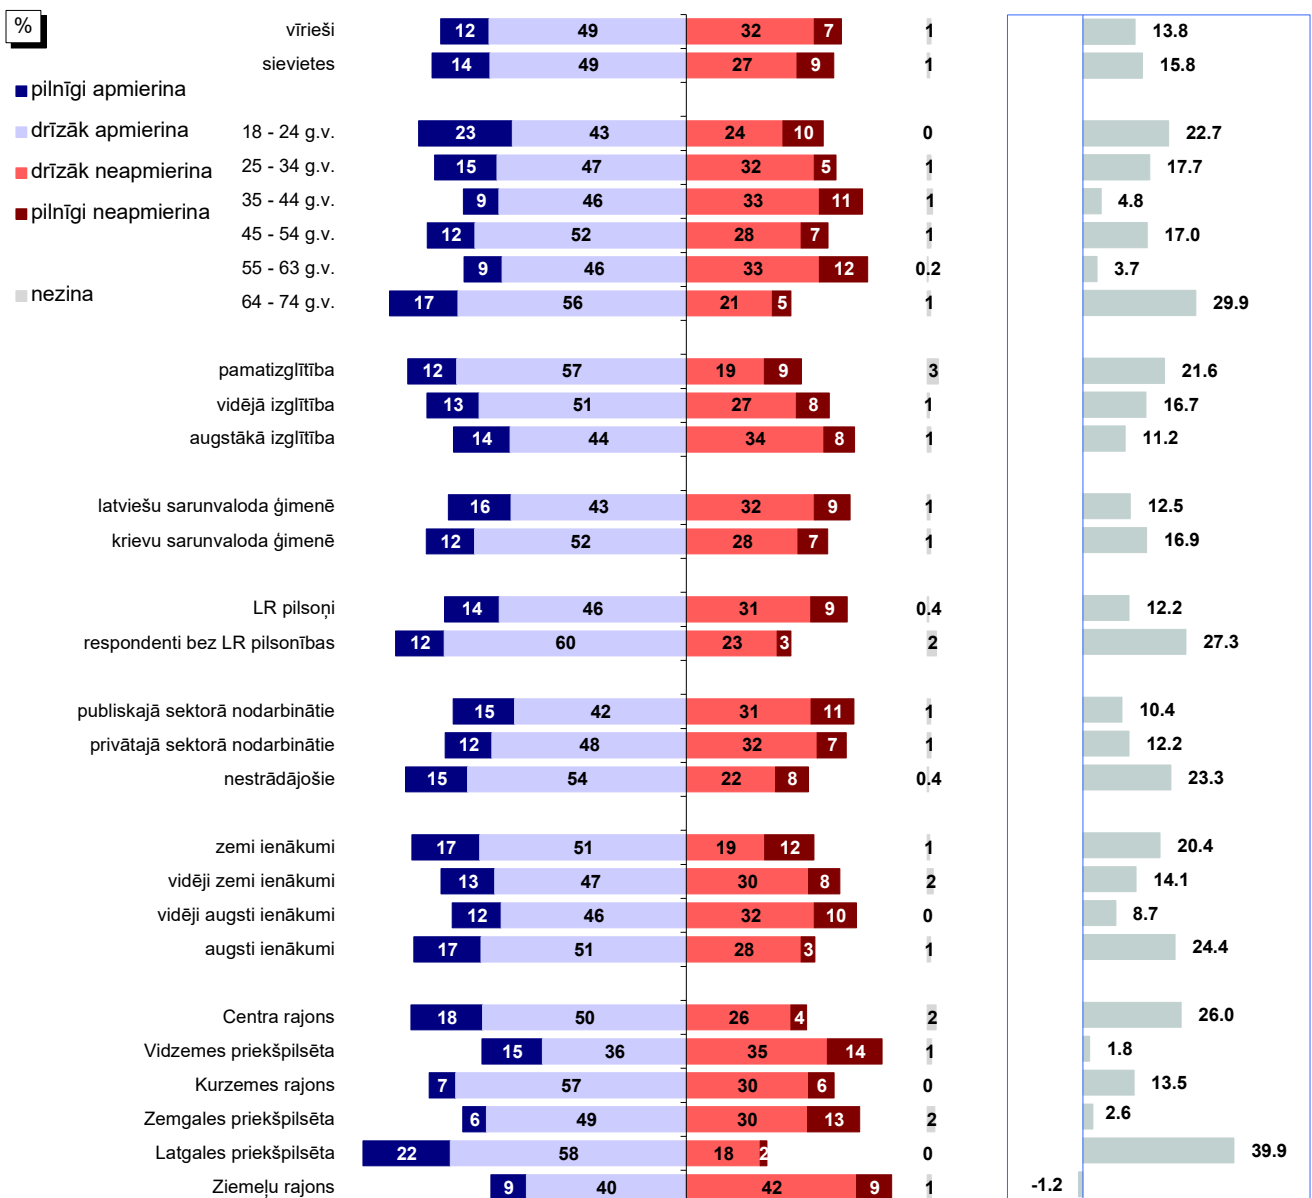 %
pilnīgi apmierina
drīzāk apmierina
drīzāk neapmierina
pilnīgi neapmierina
nezina
vīrieši 12 49 32 7 1 13.8
sievietes 14 49 27 9 1 15.8
18 - 24 g.v. 23 43 24 10 0 22.7
25 - 34 g.v. 15 47 32 5 1 17.7
35 - 44 g.v. 9 46 33 11 1 4.8
45 - 54 g.v. 12 52 28 7 1 17.0
55 - 63 g.v. 9 46 33 12 0.2 3.7
64 - 74 g.v. 17 56 21 5 1 29.9
pamatizglītība 12 57 19 9 3 21.6
vidējā izglītība 13 51 27 8 1 16.7
augstākā izglītība 14 44 34 8 1 11.2
latviešu sarunvaloda ģimenē 16 43 32 9 1 12.5
krievu sarunvaloda ģimenē 12 52 28 7 1 16.9
LR pilsoņi 14 46 31 9 0.4 12.2
respondenti bez LR pilsonības 12 60 23 3 2 27.3
publiskajā sektorā nodarbinātie 15 42 31 11 1 10.4
privātajā sektorā nodarbinātie 12 48 32 7 1 12.2
nestrādājošie 15 54 22 8 0.4 23.3
zemi ienākumi 17 51 19 12 1 20.4
vidēji zemi ienākumi 13 47 30 8 2 14.1
vidēji augsti ienākumi 12 46 32 10 0 8.7
augsti ienākumi 17 51 28 3 1 24.4
Centra rajons 18 50 26 4 2 26.0
Vidzemes priekšpilsēta 15 36 35 14 1 1.8
Kurzemes rajons 7 57 30 6 0 13.5
Zemgales priekšpilsēta 6 49 30 13 2 2.6
Latgales priekšpilsēta 22 58 18 2 0 39.9
Ziemeļu rajons 9 40 42 9 1 -1.2